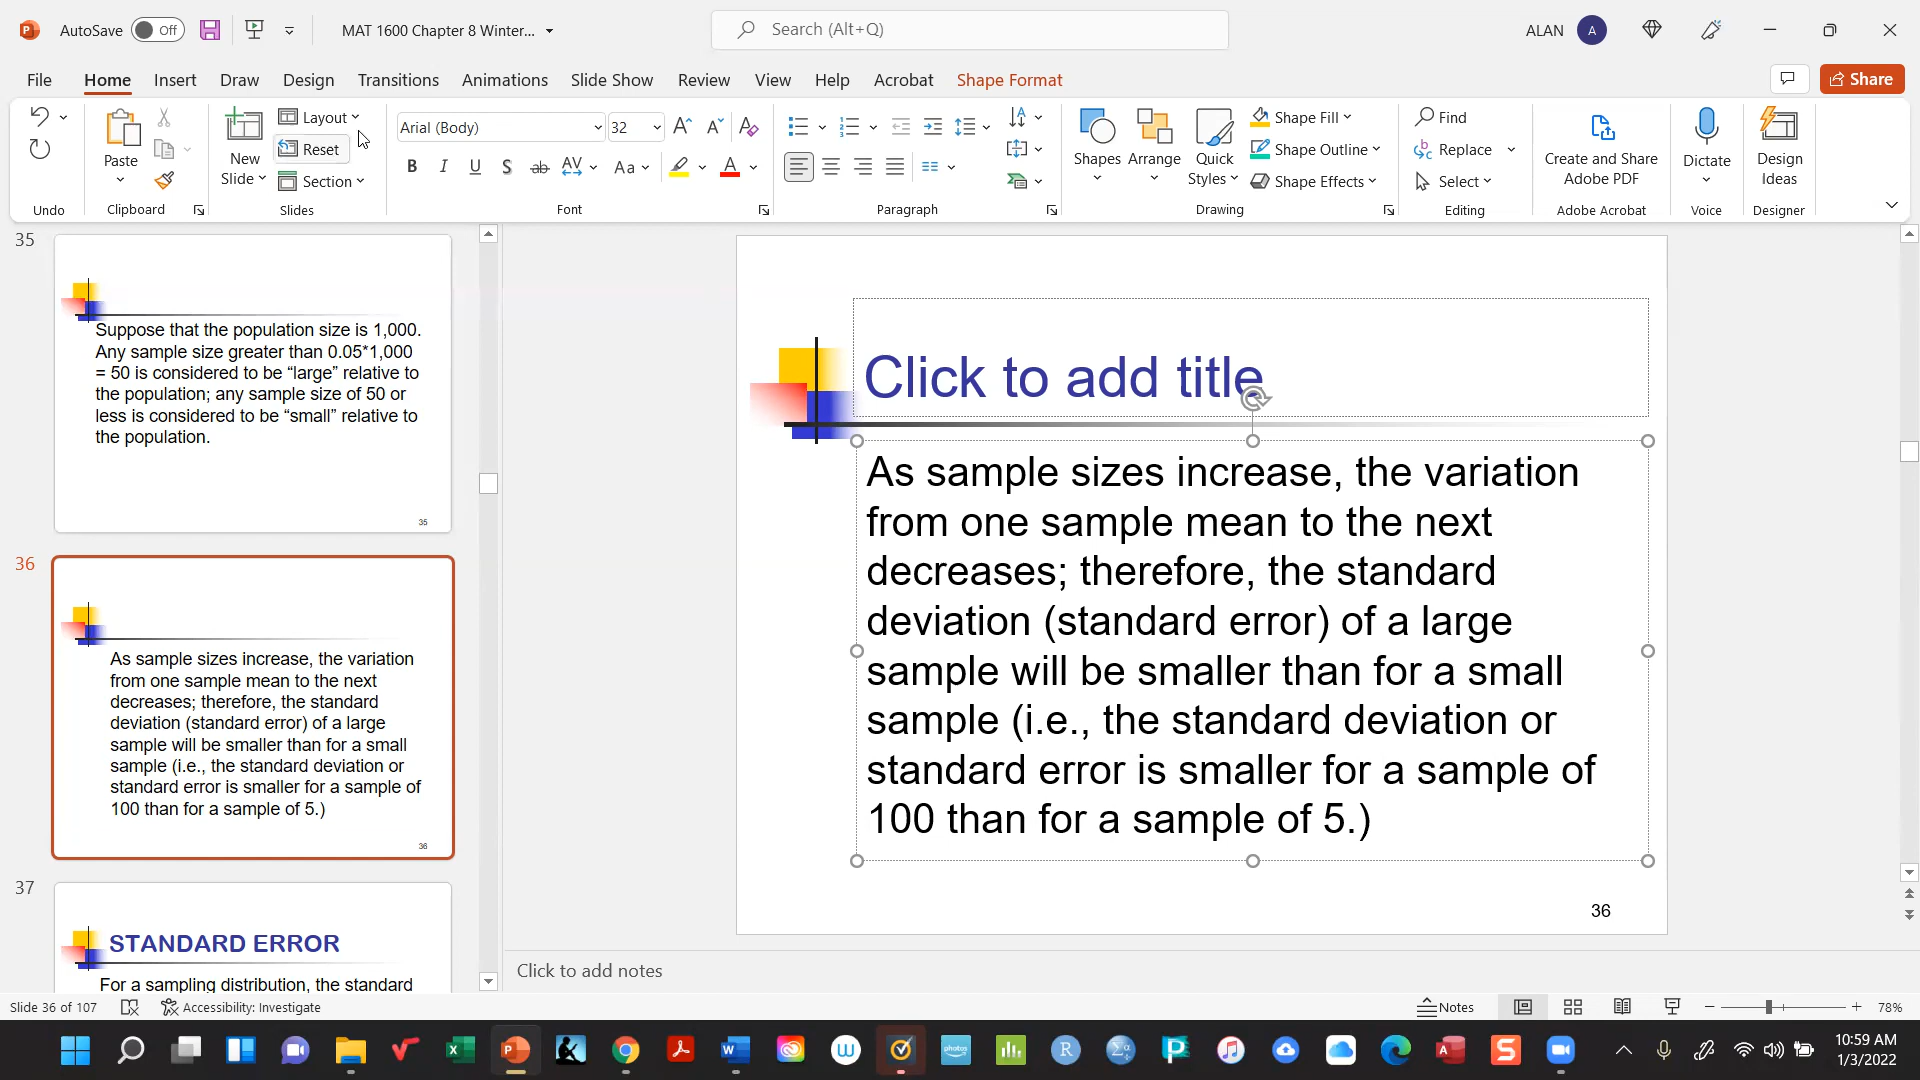 AutoSave Off
MAT 1600 Chapter 8 Winter...
Search (Alt+Q)
ALAN
A
File Home Insert Draw Design Transitions Animations Slide Show Review View Help Acrobat Shape Format
Share
Undo
Paste
Clipboard
New
Slide
Layout
Reset
Section
Slides
Arial (Body)
32
B I U S ab AV Aa A
Font
Paragraph
Shapes
Arrange
Quick
Styles
Shape Fill
Shape Outline
Shape Effects
Drawing
Find
Replace
Select
Editing
Create and Share
Adobe PDF
Adobe Acrobat
Dictate
Voice
Design
Ideas
Designer
35
Suppose that the population size is 1,000.
Any sample size greater than 0.05*1,000
= 50 is considered to be “large” relative to
the population; any sample size of 50 or
less is considered to be “small” relative to
the population.
35
36
As sample sizes increase, the variation
from one sample mean to the next
decreases; therefore, the standard
deviation (standard error) of a large
sample will be smaller than for a small
sample (i.e., the standard deviation or
standard error is smaller for a sample of
100 than for a sample of 5.)
36
37
STANDARD ERROR
For a sampling distribution, the standard
Click to add title
As sample sizes increase, the variation
from one sample mean to the next
decreases; therefore, the standard
deviation (standard error) of a large
sample will be smaller than for a small
sample (i.e., the standard deviation or
standard error is smaller for a sample of
100 than for a sample of 5.)
36
Click to add notes
Slide 36 of 107
Accessibility: Investigate
Notes
78%
10:59 AM
1/3/2022